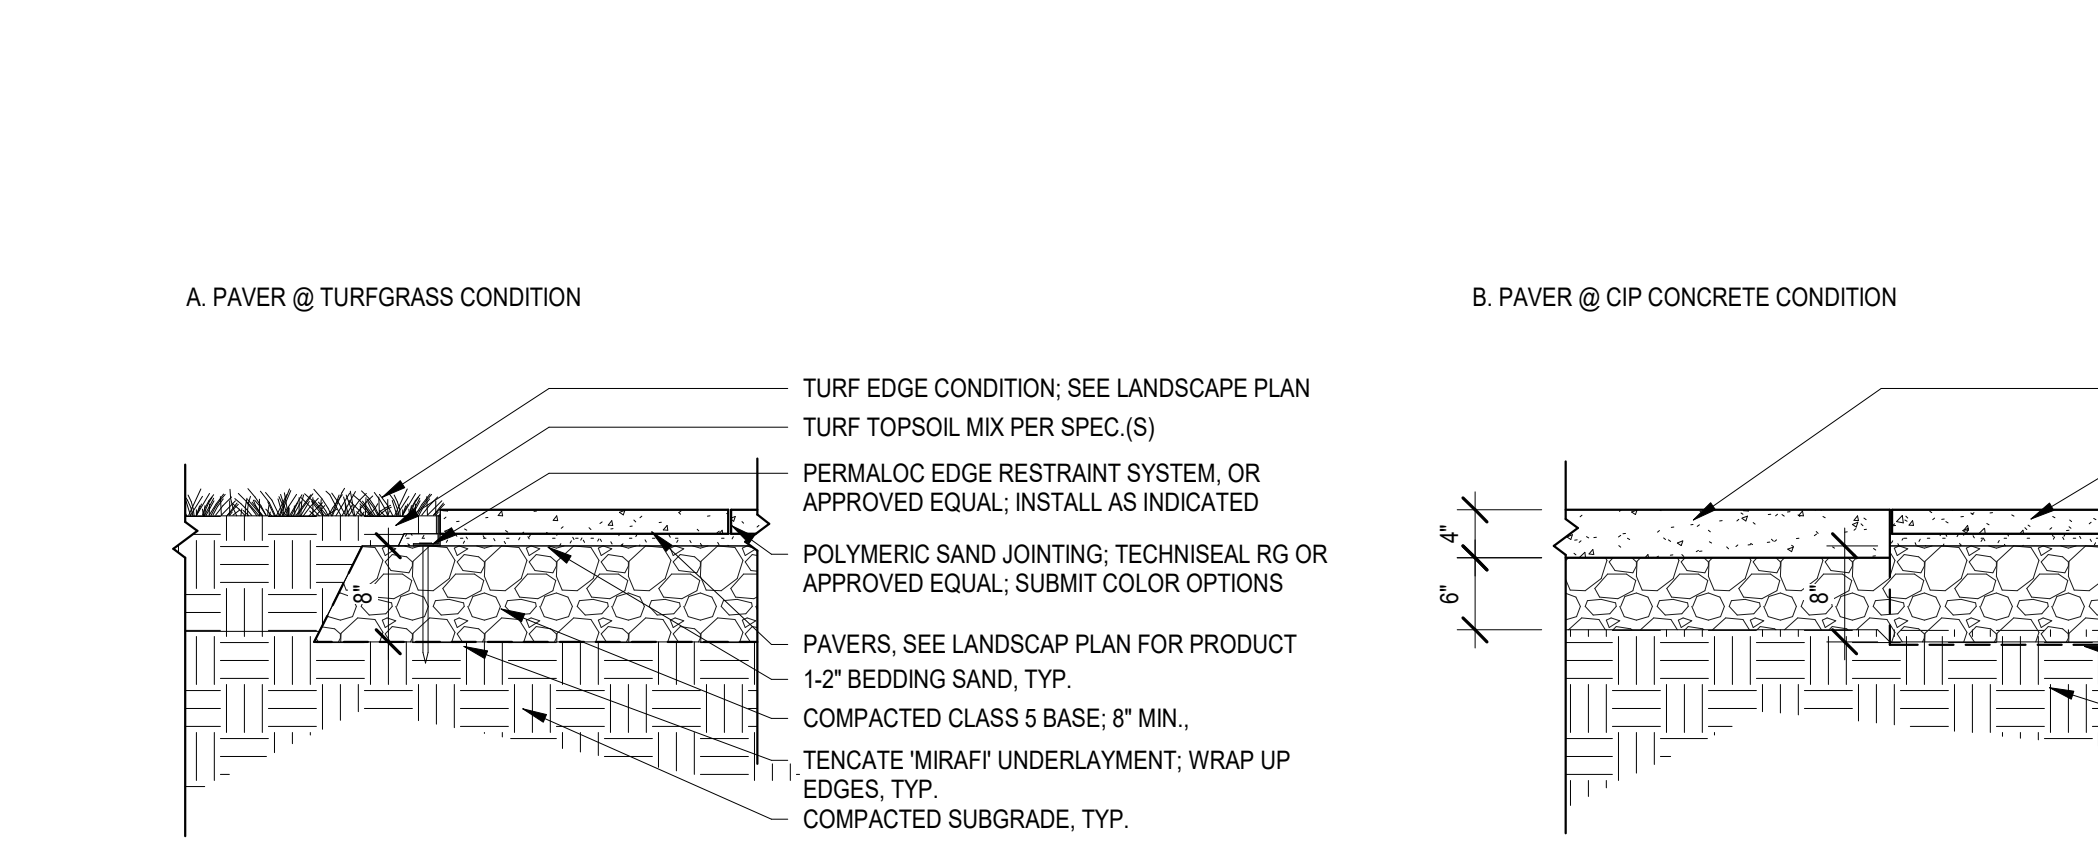 A. PAVER @ TURFGRASS CONDITION
TURF EDGE CONDITION; SEE LANDSCAPE PLAN
TURF TOPSOIL MIX PER SPEC.(S)
PERMALOC EDGE RESTRAINT SYSTEM, OR
APPROVED EQUAL; INSTALL AS INDICATED
POLYMERIC SAND JOINTING; TECHNISEAL RG OR
APPROVED EQUAL; SUBMIT COLOR OPTIONS
8"
PAVERS, SEE LANDSCAP PLAN FOR PRODUCT
1-2" BEDDING SAND, TYP.
COMPACTED CLASS 5 BASE; 8" MIN.,
TENCATE 'MIRAFI' UNDERLAYMENT; WRAP UP
EDGES, TYP.
COMPACTED SUBGRADE, TYP.
B. PAVER @ CIP CONCRETE CONDITION
4"
6"
8"